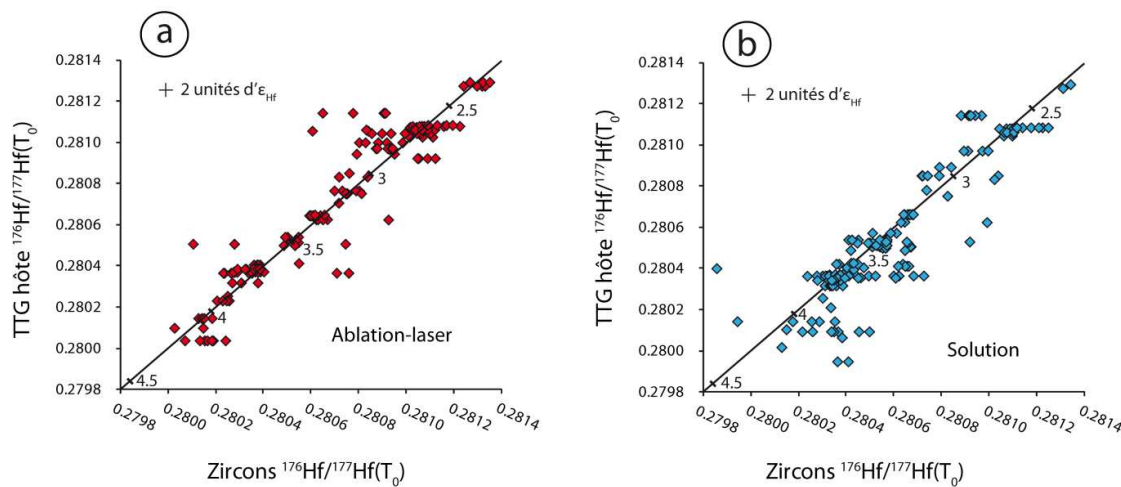 a
0.2814
0.2812
0.2810
0.2808
0.2806
0.2804
0.2802
0.2800
0.2798
TTG hôte ¹⁷⁶Hf/¹⁷⁷Hf(T₀)
+ 2 unités d'ε_Hf
2.5
3
3.5
4
4.5
Ablation-laser
0.2798 0.2800 0.2802 0.2804 0.2806 0.2808 0.2810 0.2812 0.2814
Zircons ¹⁷⁶Hf/¹⁷⁷Hf(T₀)
b
0.2814
0.2812
0.2810
0.2808
0.2806
0.2804
0.2802
0.2800
0.2798
TTG hôte ¹⁷⁶Hf/¹⁷⁷Hf(T₀)
+ 2 unités d'ε_Hf
2.5
3
3.5
4
4.5
Solution
0.2798 0.2800 0.2802 0.2804 0.2806 0.2808 0.2810 0.2812 0.2814
Zircons ¹⁷⁶Hf/¹⁷⁷Hf(T₀)